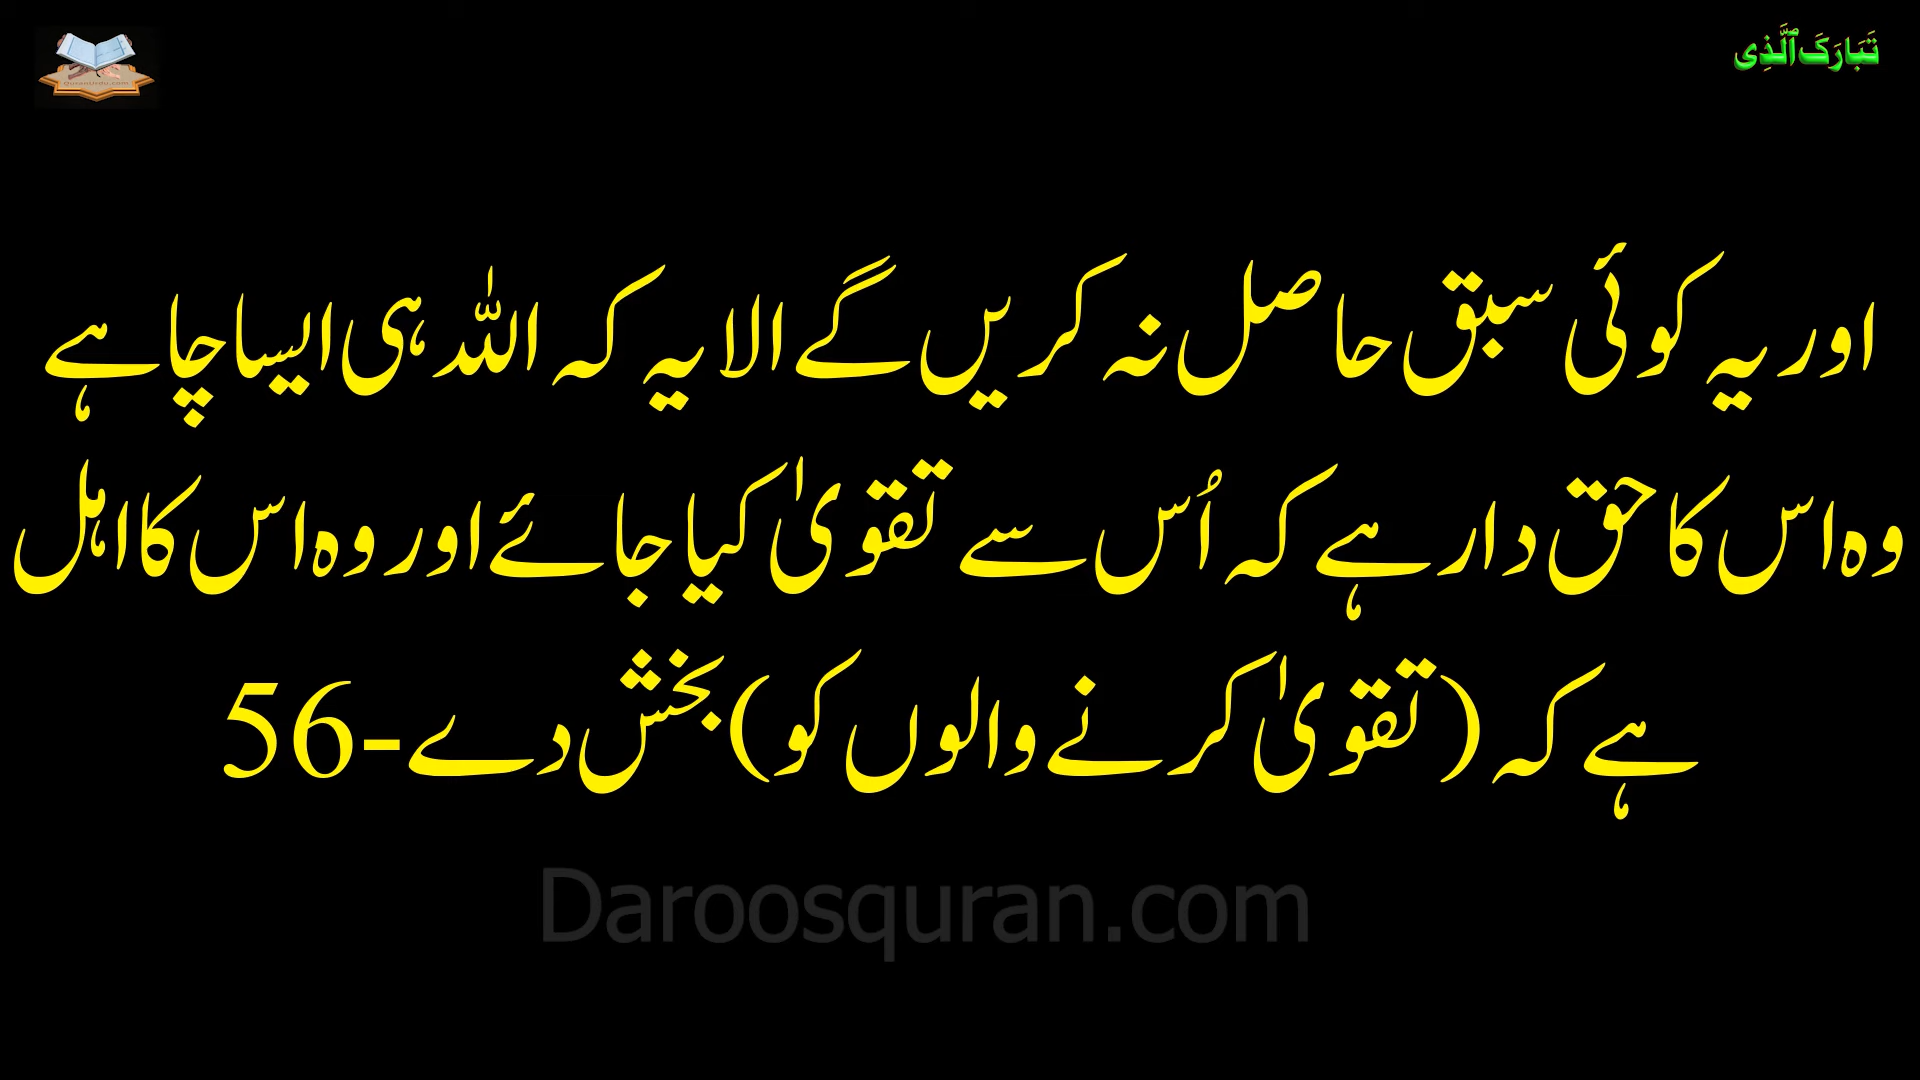 تَبَارَکَ ٱلَّذِی
اور یہ کوئی سبق حاصل نہ کریں گے الا یہ کہ اللہ ہی ایسا چاہے
وہ اس کا حق دار ہے کہ اُس سے تقویٰ کیا جائے اور وہ اس کا اہل
ہے کہ (تقویٰ کرنے والوں کو) بخش دے-56
Daroosquran.com